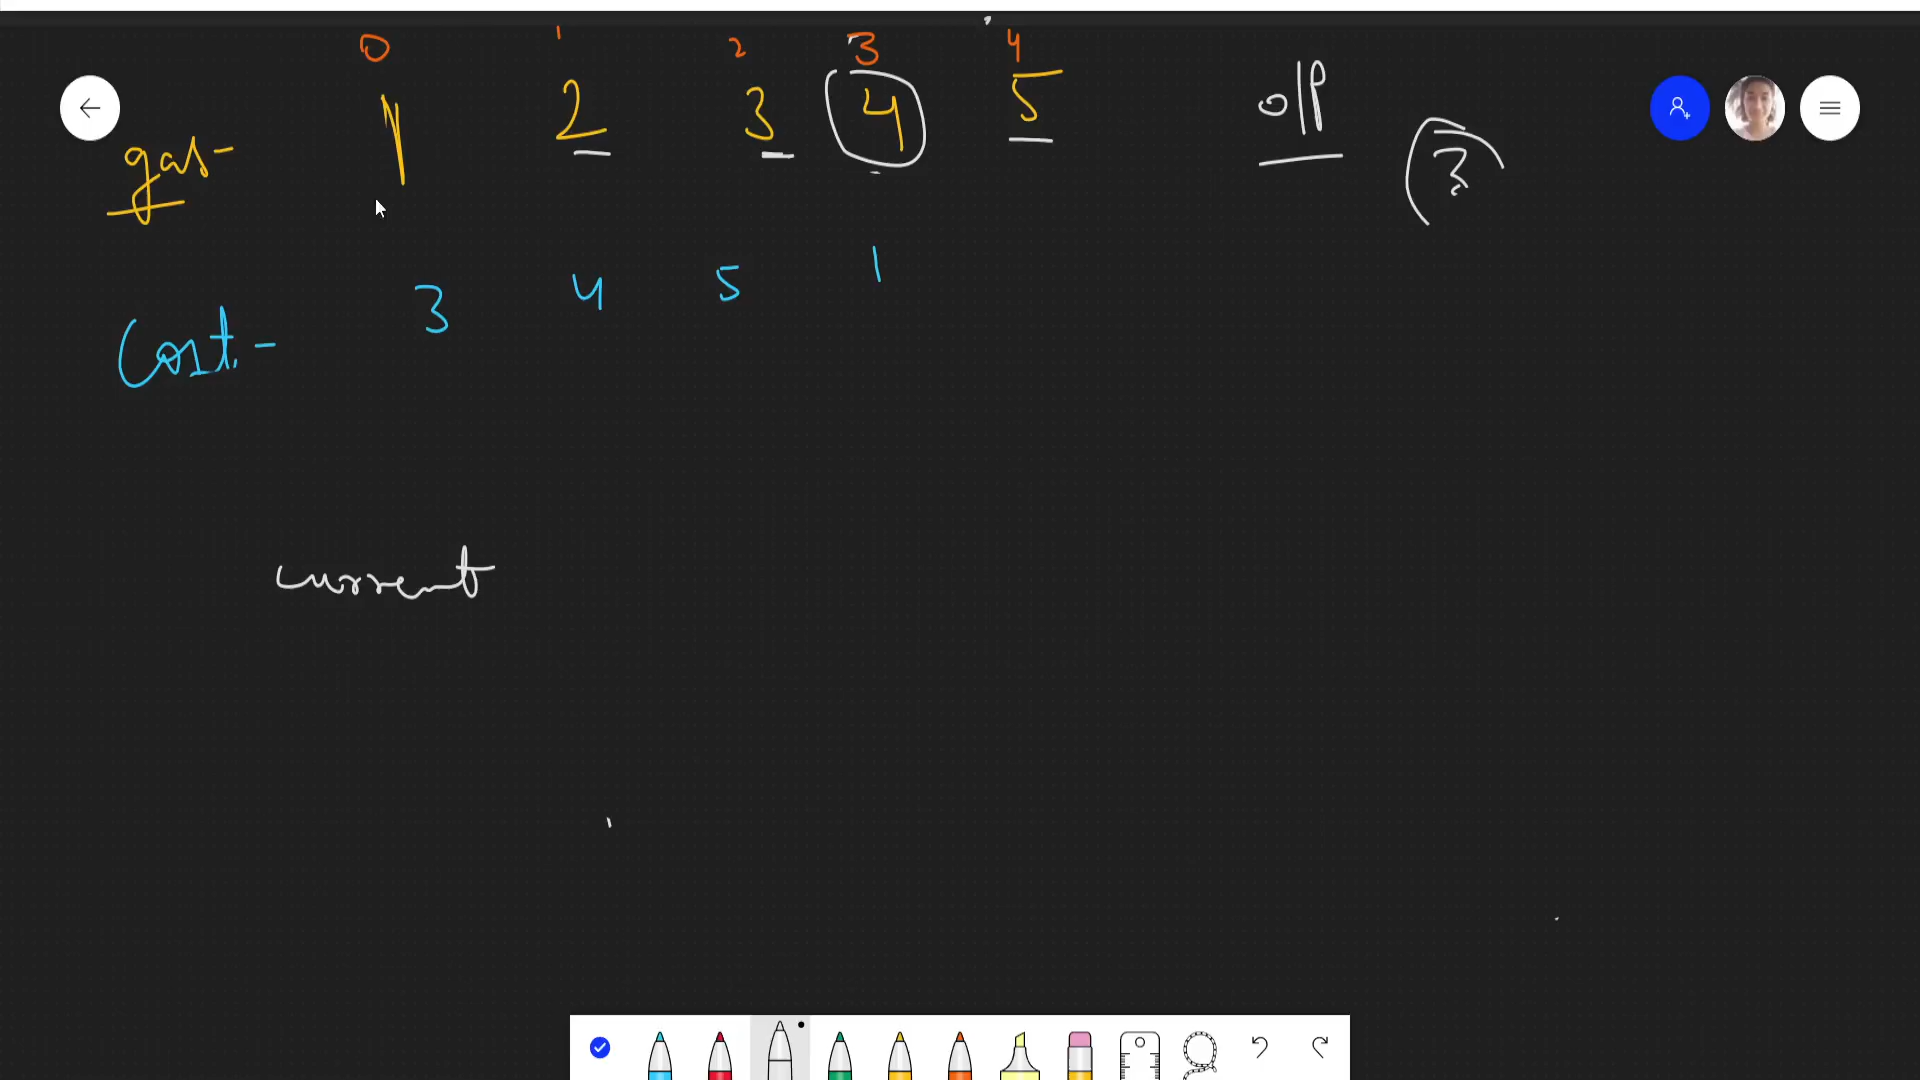 0 1 2 3 4
gas- 1 2 3 4 5 o/p 3
Cost.- 3 4 5 1
current